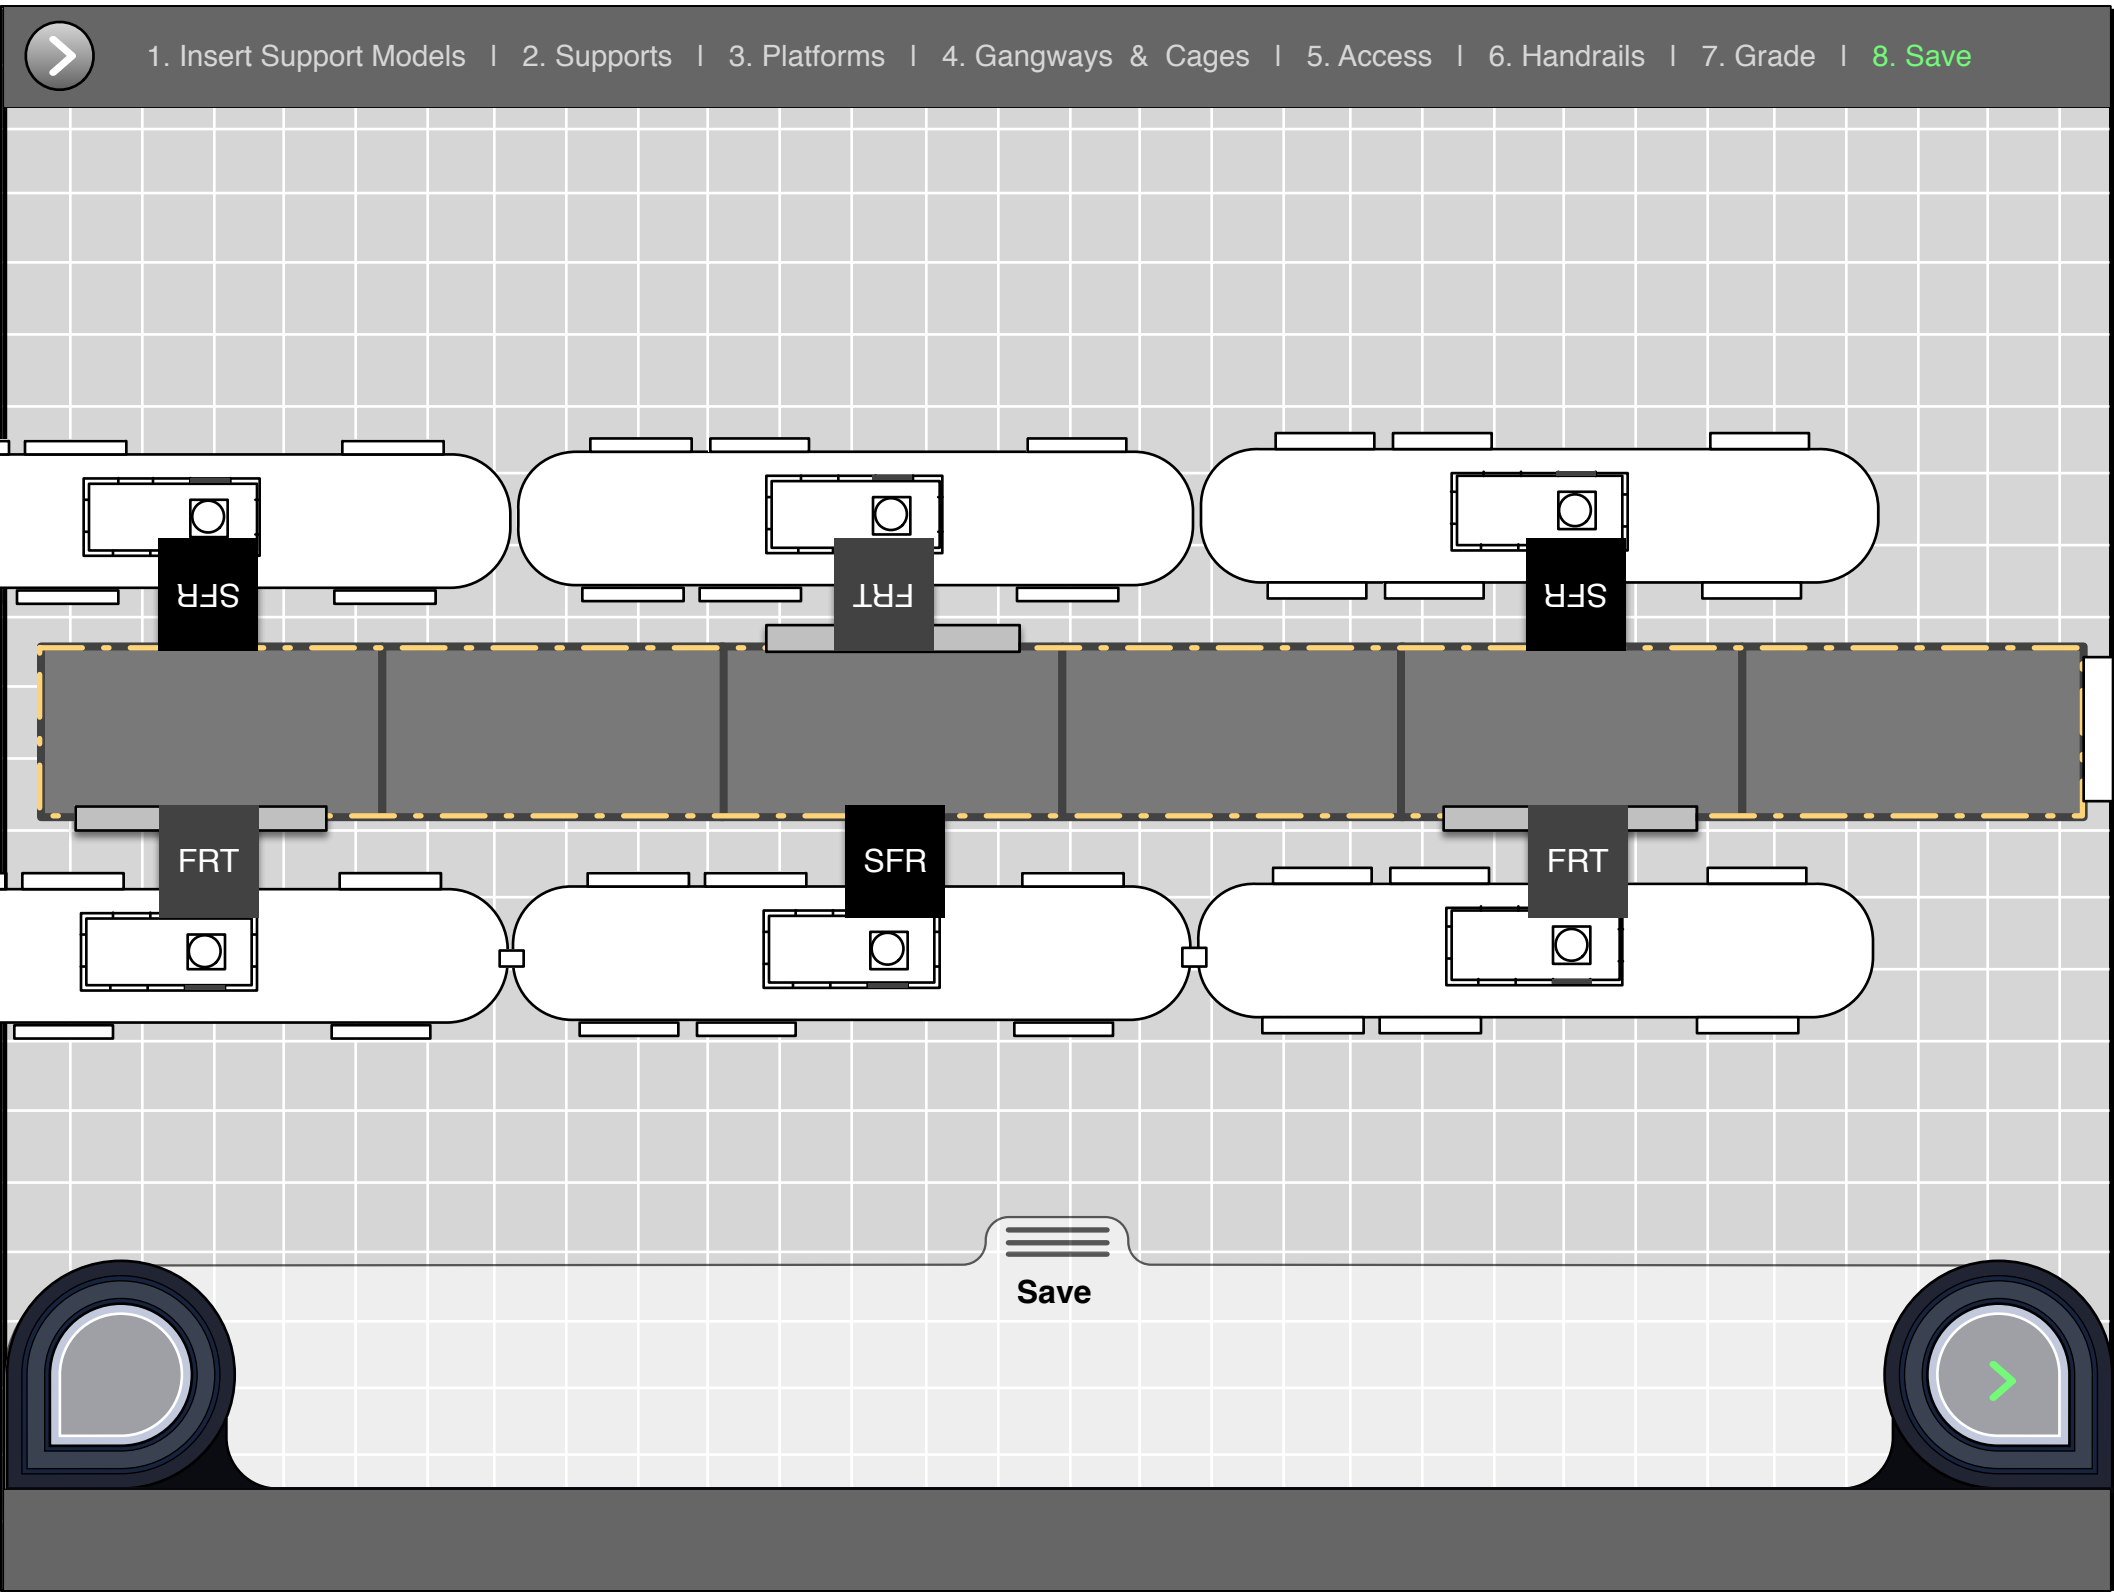 1. Insert Support Models | 2. Supports | 3. Platforms | 4. Gangways & Cages | 5. Access | 6. Handrails | 7. Grade | 8. Save
SFR
FRT
SFR
FRT
SFR
FRT
Save